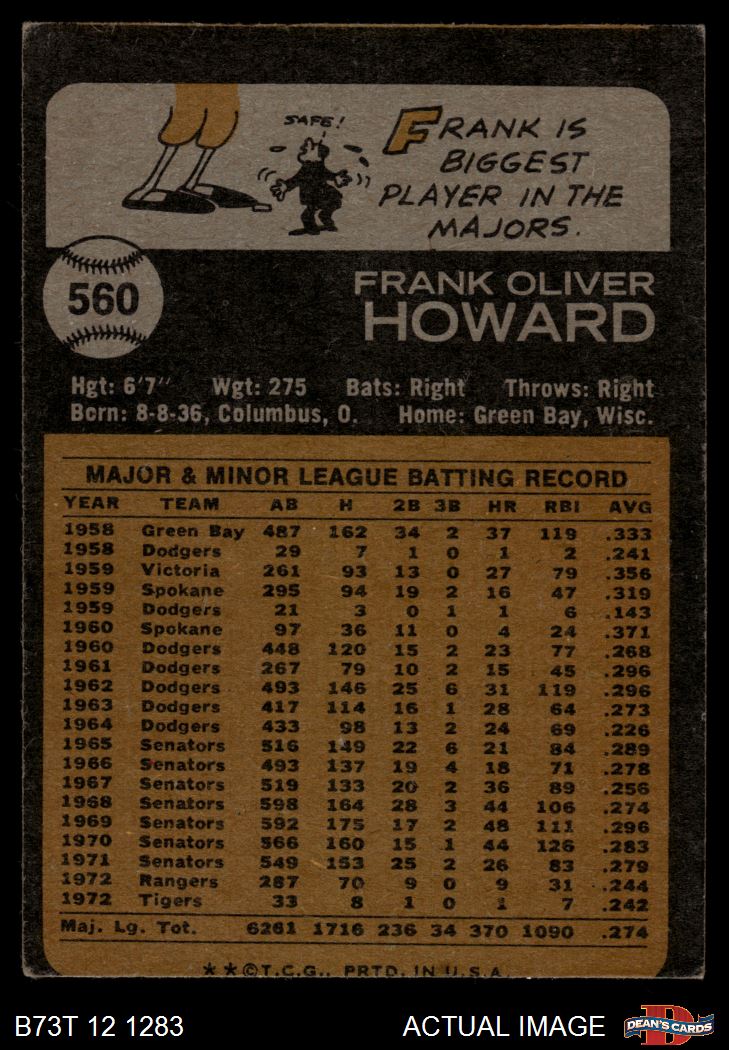 SAFE!
FRANK IS
BIGGEST
PLAYER IN THE
MAJORS.
560
FRANK OLIVER
HOWARD
Hgt: 6'7" Wgt: 275 Bats: Right Throws: Right
Born: 8-8-36, Columbus, O. Home: Green Bay, Wisc.
MAJOR & MINOR LEAGUE BATTING RECORD
YEAR TEAM AB H 2B 3B HR RBI AVG
1958 Green Bay 487 162 34 2 37 119 .333
1958 Dodgers 29 7 1 0 1 2 .241
1959 Victoria 261 93 13 0 27 79 .356
1959 Spokane 295 94 19 2 16 47 .319
1959 Dodgers 21 3 0 1 1 6 .143
1960 Spokane 97 36 11 0 4 24 .371
1960 Dodgers 448 120 15 2 23 77 .268
1961 Dodgers 267 79 10 2 15 45 .296
1962 Dodgers 493 146 25 6 31 119 .296
1963 Dodgers 417 114 16 1 28 64 .273
1964 Dodgers 433 98 13 2 24 69 .226
1965 Senators 516 149 22 6 21 84 .289
1966 Senators 493 137 19 4 18 71 .278
1967 Senators 519 133 20 2 36 89 .256
1968 Senators 598 164 28 3 44 106 .274
1969 Senators 592 175 17 2 48 111 .296
1970 Senators 566 160 15 1 44 126 .283
1971 Senators 549 153 25 2 26 83 .279
1972 Rangers 287 70 9 0 9 31 .244
1972 Tigers 33 8 1 0 1 7 .242
Maj. Lg. Tot. 6261 1716 236 34 370 1090 .274
**©T.C.G., PRTD. IN U.S.A.
B73T 12 1283 ACTUAL IMAGE
DEAN'S CARDS